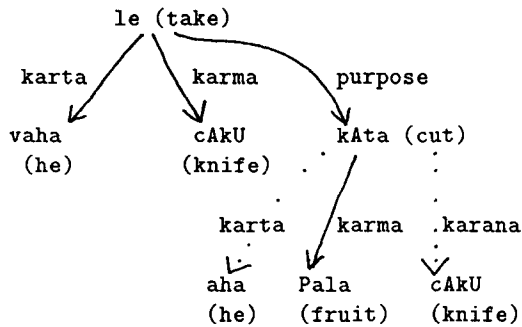 le (take)
karta karma purpose
vaha cAkU kAta (cut)
(he) (knife)
karta karma karana
aha Pala cAkU
(he) (fruit) (knife)